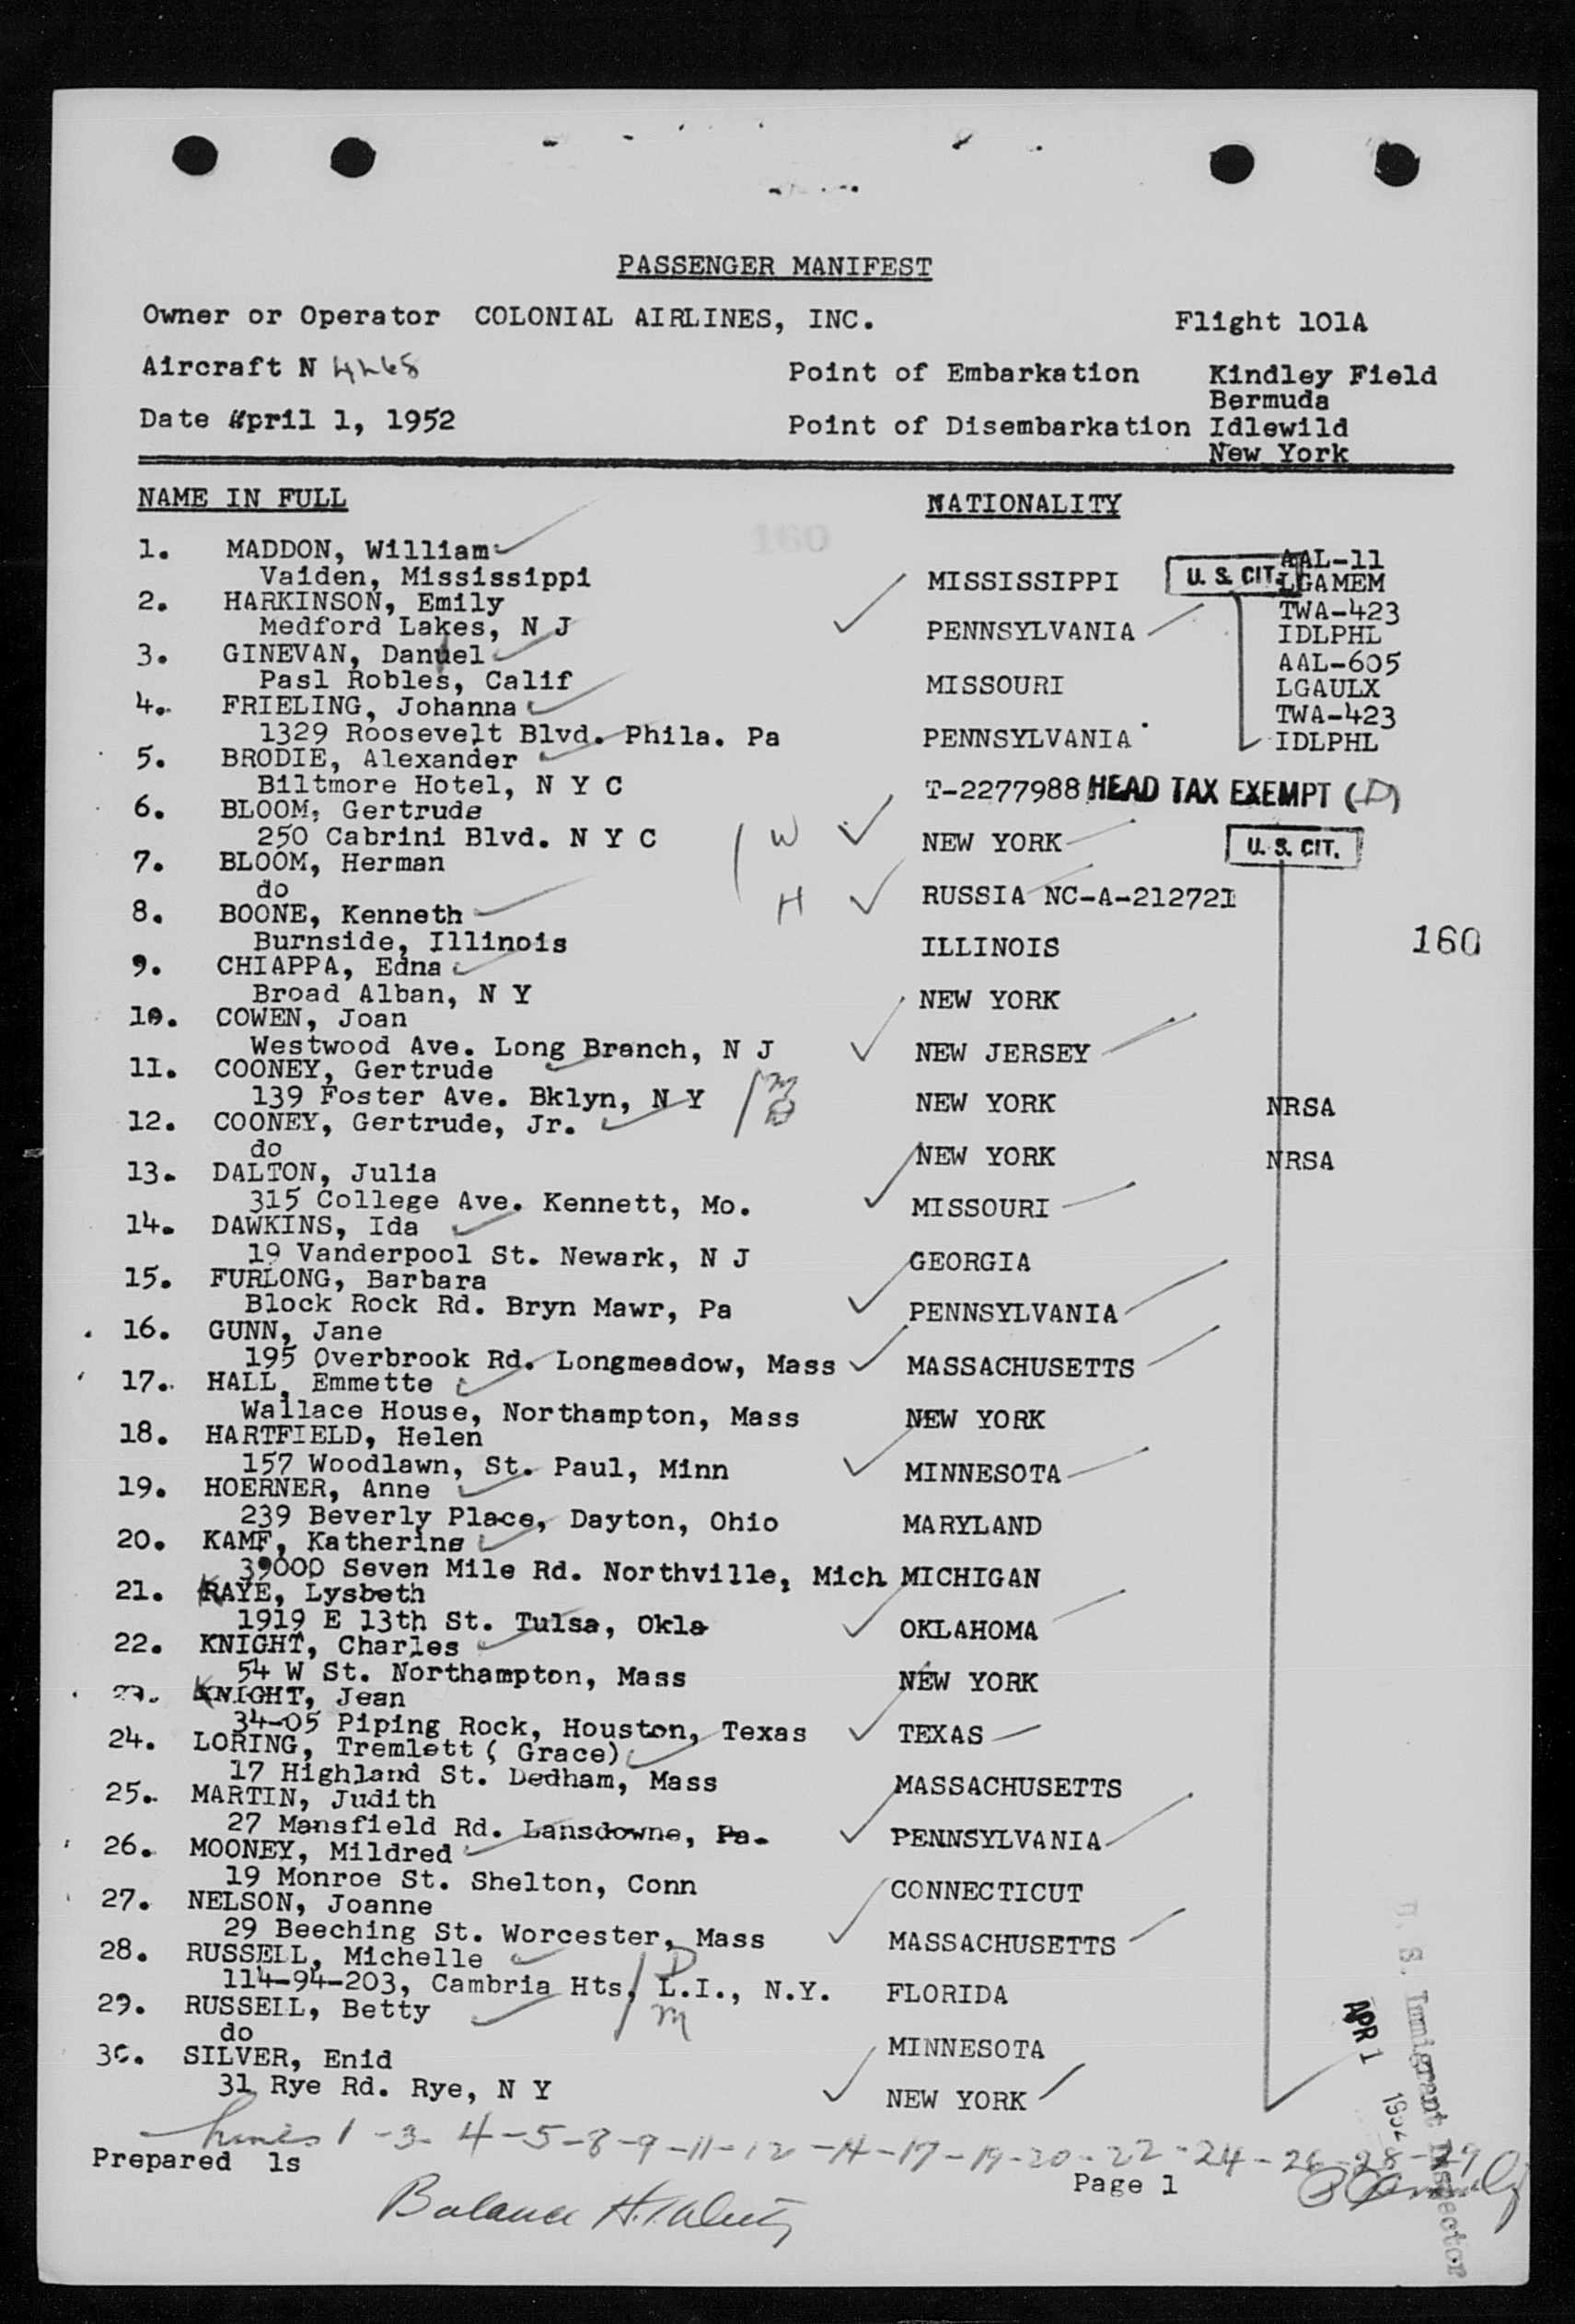 PASSENGER MANIFEST
Owner or Operator COLONIAL AIRLINES, INC. Flight 101A
Aircraft N 4268 Point of Embarkation Kindley Field
Bermuda
Date April 1, 1952 Point of Disembarkation Idlewild
New York
NAME IN FULL NATIONALITY
160
1. MADDON, William AAL-11
Vaiden, Mississippi MISSISSIPPI U. S. CIT. LGAMEM
2. HARKINSON, Emily TWA-423
Medford Lakes, N J PENNSYLVANIA IDLPHL
3. GINEVAN, Daniel AAL-605
Pasl Robles, Calif MISSOURI LGAULX
4. FRIELING, Johanna TWA-423
1329 Roosevelt Blvd. Phila. Pa PENNSYLVANIA IDLPHL
5. BRODIE, Alexander
Biltmore Hotel, N Y C T-2277988 HEAD TAX EXEMPT (D)
6. BLOOM, Gertrude
250 Cabrini Blvd. N Y C W NEW YORK U. S. CIT.
7. BLOOM, Herman
do H RUSSIA NC-A-212721
8. BOONE, Kenneth
Burnside, Illinois ILLINOIS 160
9. CHIAPPA, Edna
Broad Alban, N Y NEW YORK
10. COWEN, Joan
Westwood Ave. Long Branch, N J NEW JERSEY
11. COONEY, Gertrude
139 Foster Ave. Bklyn, N Y M NEW YORK NRSA
12. COONEY, Gertrude, Jr. D
do NEW YORK NRSA
13. DALTON, Julia
315 College Ave. Kennett, Mo. MISSOURI
14. DAWKINS, Ida
19 Vanderpool St. Newark, N J GEORGIA
15. FURLONG, Barbara
Block Rock Rd. Bryn Mawr, Pa PENNSYLVANIA
16. GUNN, Jane
195 Overbrook Rd. Longmeadow, Mass MASSACHUSETTS
17. HALL, Emmette
Wallace House, Northampton, Mass NEW YORK
18. HARTFIELD, Helen
157 Woodlawn, St. Paul, Minn MINNESOTA
19. HOERNER, Anne
239 Beverly Place, Dayton, Ohio MARYLAND
20. KAMF, Katherine
39000 Seven Mile Rd. Northville, Mich MICHIGAN
21. KAYE, Lysbeth
1919 E 13th St. Tulsa, Okla OKLAHOMA
22. KNIGHT, Charles
54 W St. Northampton, Mass NEW YORK
23. KNIGHT, Jean
34-05 Piping Rock, Houston, Texas TEXAS
24. LORING, Tremlett ( Grace)
17 Highland St. Dedham, Mass MASSACHUSETTS
25. MARTIN, Judith
27 Mansfield Rd. Lansdowne, Pa. PENNSYLVANIA
26. MOONEY, Mildred
19 Monroe St. Shelton, Conn CONNECTICUT
27. NELSON, Joanne
29 Beeching St. Worcester, Mass MASSACHUSETTS
28. RUSSELL, Michelle D
114-94-203, Cambria Hts, L.I., N.Y. FLORIDA
29. RUSSELL, Betty M
do MINNESOTA
30. SILVER, Enid
31 Rye Rd. Rye, N Y NEW YORK
APR 1 1952
U. S. Immigrant Inspector
Lines 1-3-4-5-8-9-11-12-14-17-19-20-22-24-26-28-29
Prepared ls Page 1
Balance